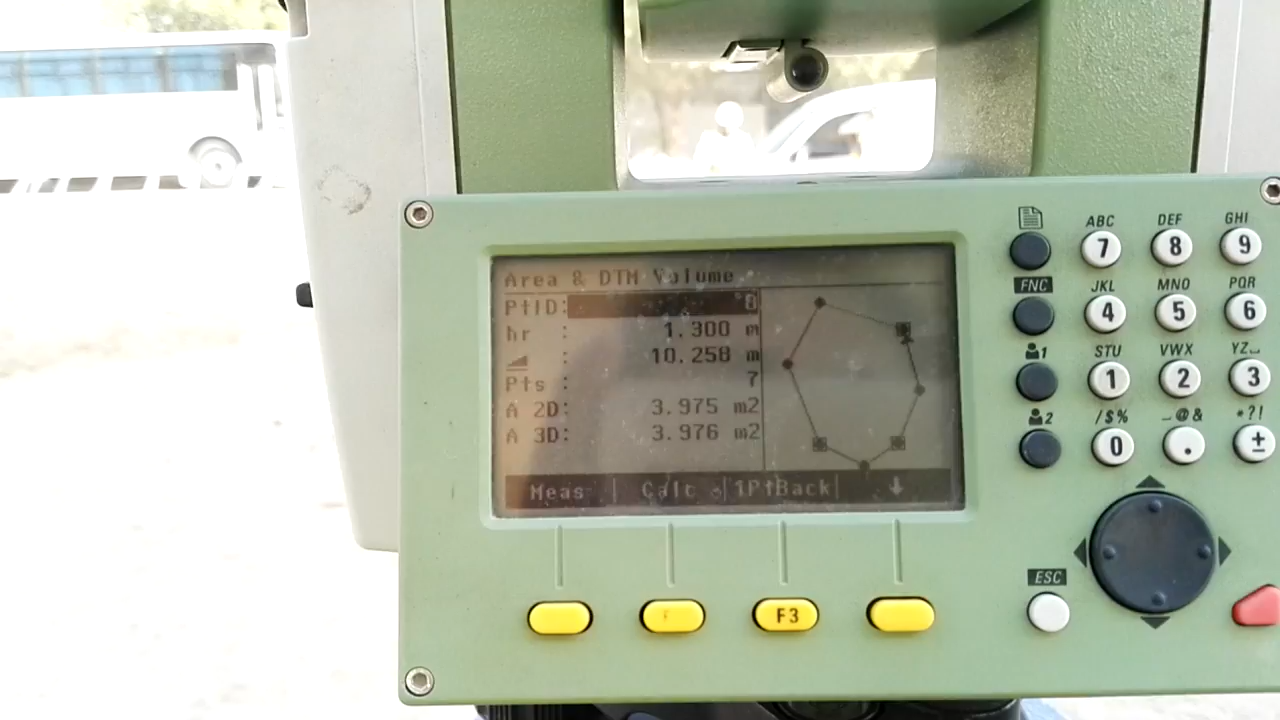 Area & DTM Volume
PtID: 8
hr : 1.300 m
: 10.258 m
Pts : 7
A 2D: 3.975 m2
A 3D: 3.976 m2
Meas Calc 1PtBack ↓
F3
FNC
1
2
ABC DEF GHI
7 8 9
JKL MNO PQR
4 5 6
STU VWX YZ
1 2 3
/$% _@& *?!
0 . ±
ESC